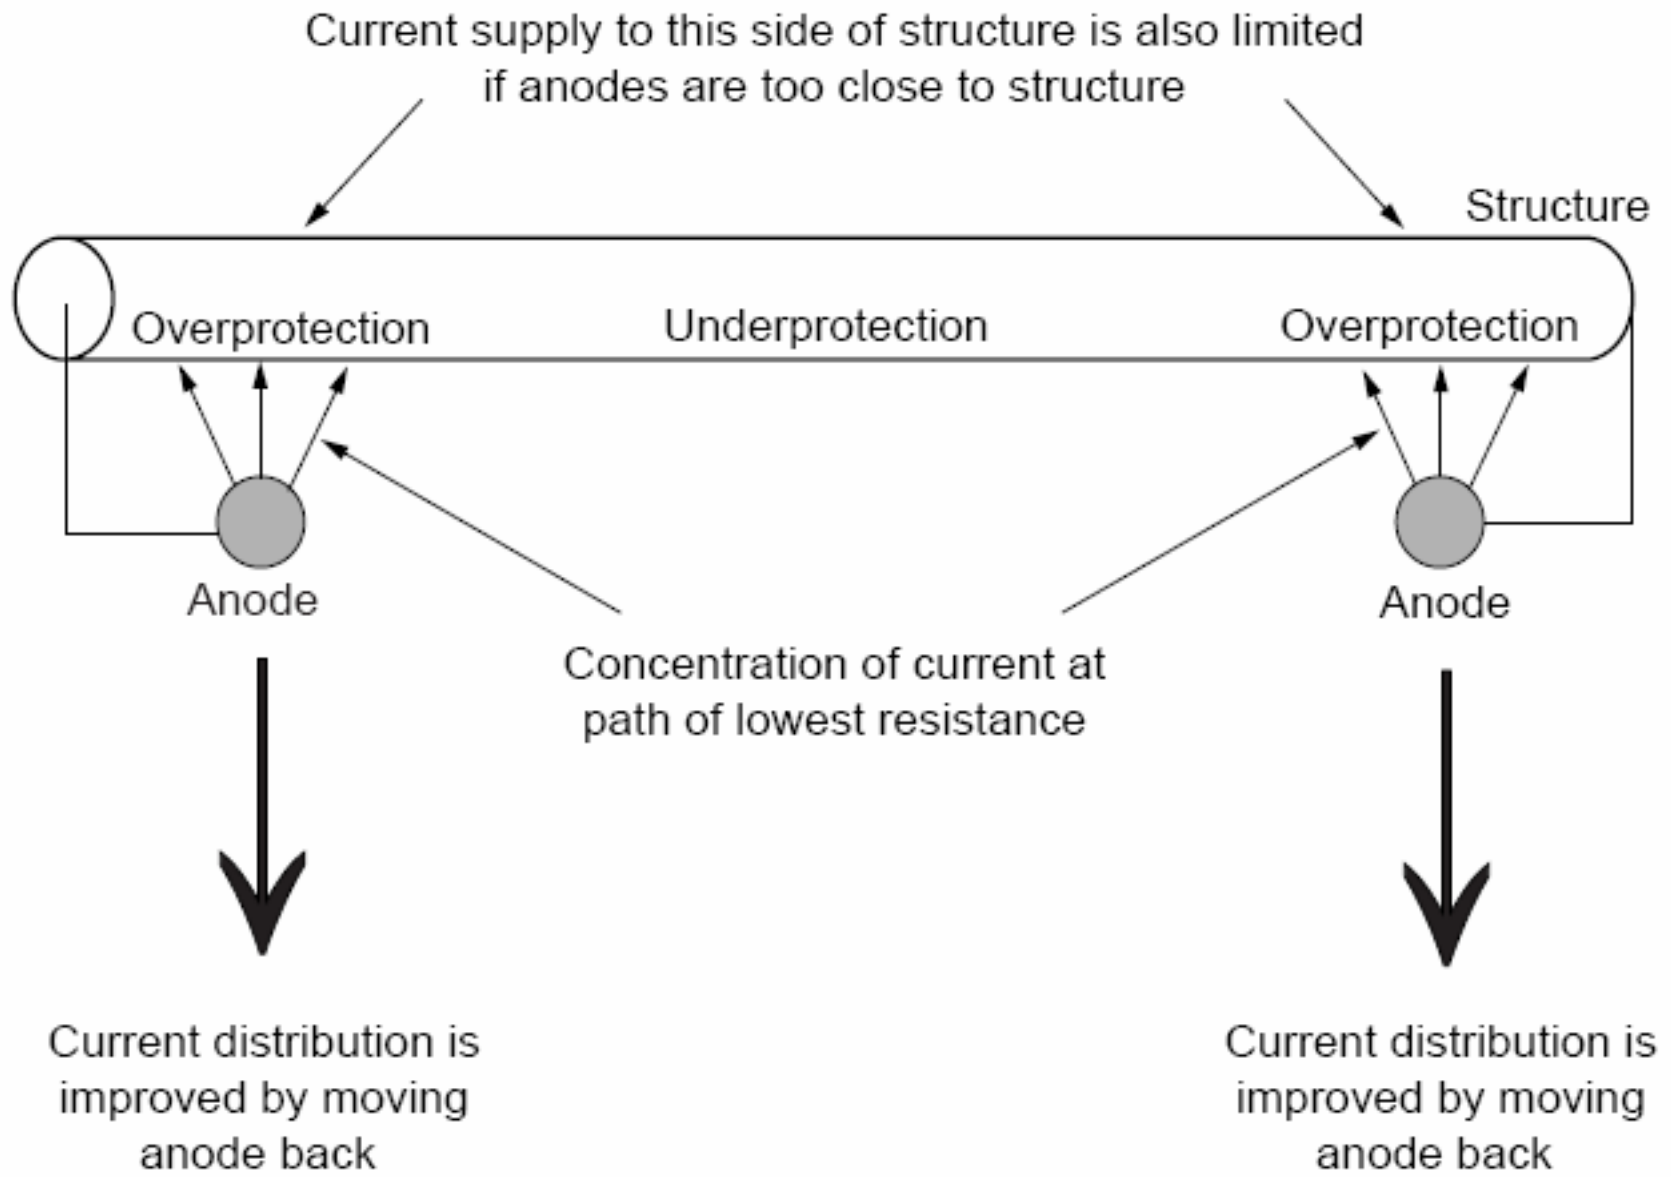 Current supply to this side of structure is also limited
if anodes are too close to structure
Structure
Overprotection
Underprotection
Overprotection
Anode
Anode
Concentration of current at
path of lowest resistance
Current distribution is
improved by moving
anode back
Current distribution is
improved by moving
anode back